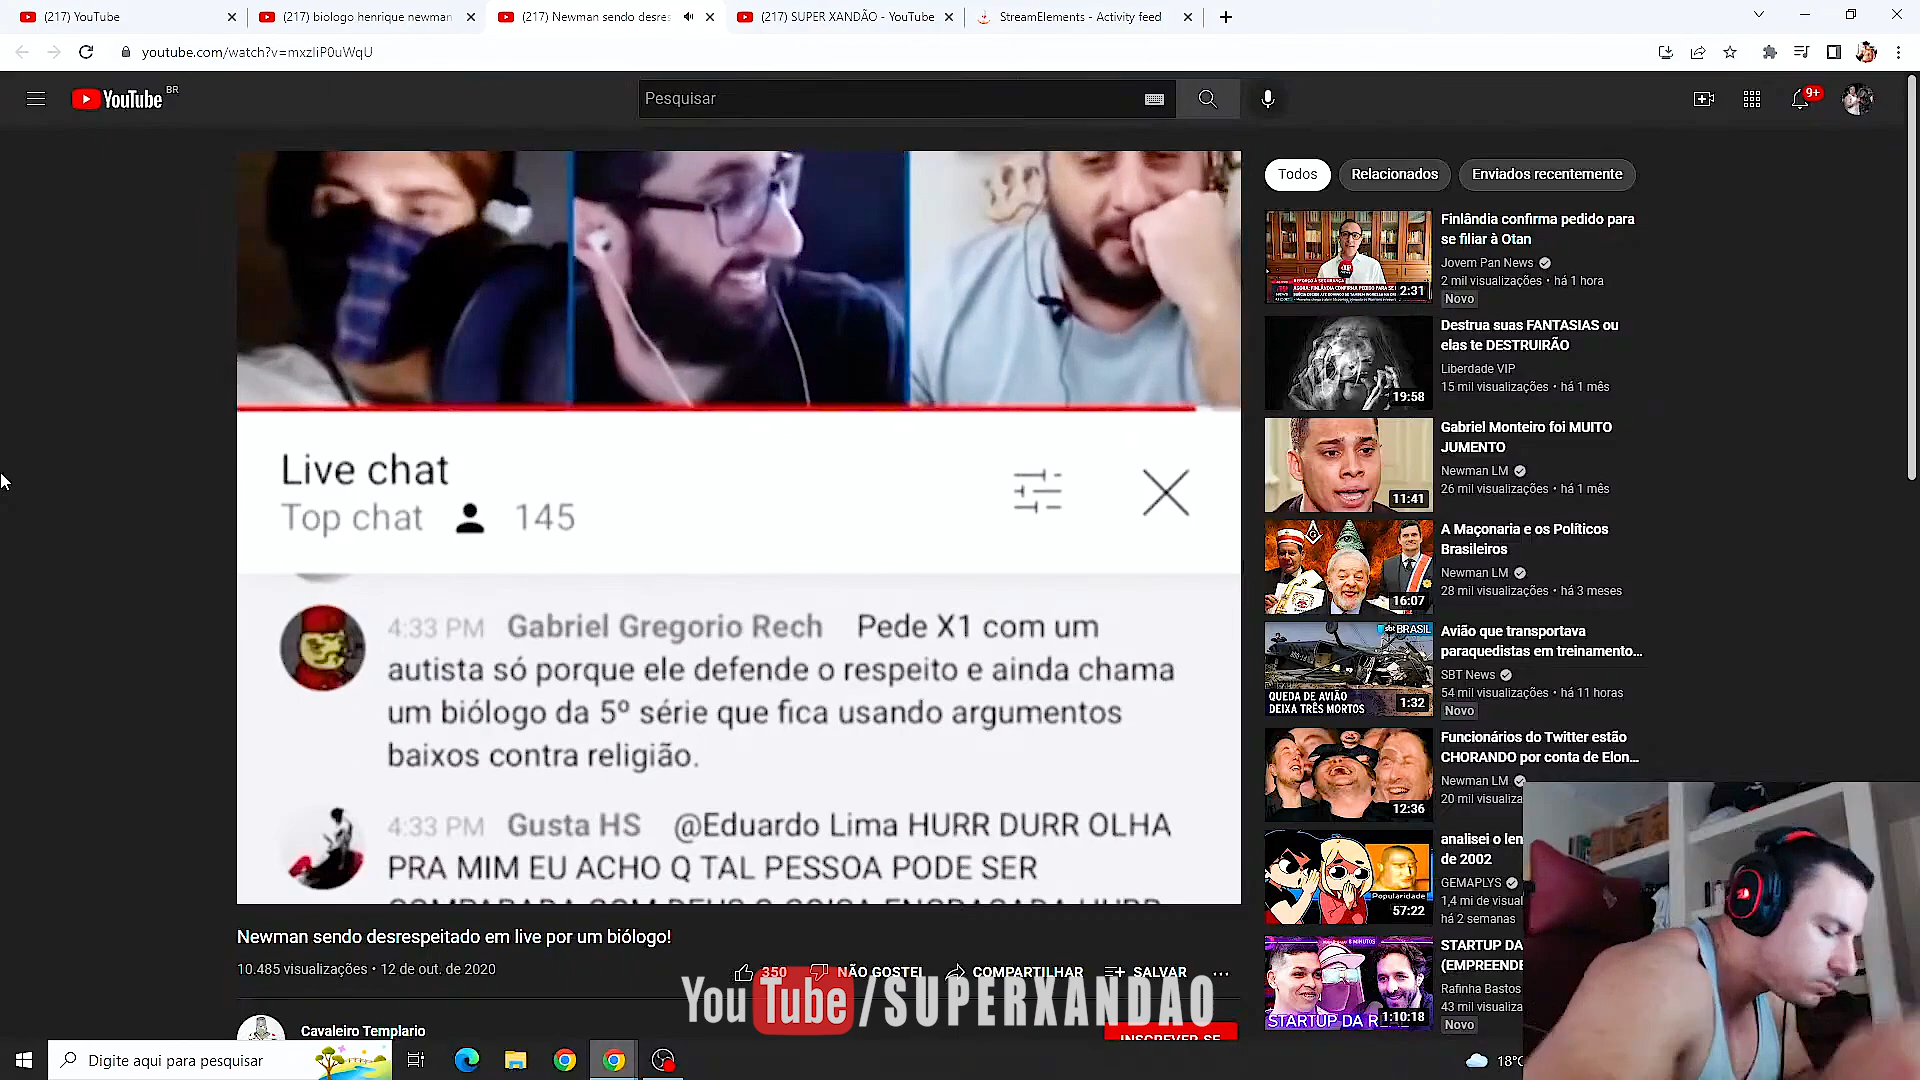 (217) YouTube
(217) biologo henrique newman
(217) Newman sendo desres
(217) SUPER XANDÃO - YouTube
StreamElements - Activity feed
youtube.com/watch?v=mxzIiP0uWqU
YouTube BR
Pesquisar
9+
Live chat
Top chat 145
4:33 PM Gabriel Gregorio Rech Pede X1 com um
autista só porque ele defende o respeito e ainda chama
um biólogo da 5º série que fica usando argumentos
baixos contra religião.
4:33 PM Gusta HS @Eduardo Lima HURR DURR OLHA
PRA MIM EU ACHO Q TAL PESSOA PODE SER
COMPARADA COM DEUS Q COISA ENGRAÇADA HURR
Newman sendo desrespeitado em live por um biólogo!
10.485 visualizações • 12 de out. de 2020
350 NÃO GOSTEI COMPARTILHAR SALVAR ...
YouTube/SUPERXANDAO
Cavaleiro Templario
INSCREVER-SE
Todos
Relacionados
Enviados recentemente
Finlândia confirma pedido para
se filiar à Otan
Jovem Pan News
2 mil visualizações • há 1 hora
Novo
2:31
Destrua suas FANTASIAS ou
elas te DESTRUIRÃO
Liberdade VIP
15 mil visualizações • há 1 mês
19:58
Gabriel Monteiro foi MUITO
JUMENTO
Newman LM
26 mil visualizações • há 1 mês
11:41
A Maçonaria e os Políticos
Brasileiros
Newman LM
28 mil visualizações • há 3 meses
16:07
Avião que transportava
paraquedistas em treinamento...
SBT News
54 mil visualizações • há 11 horas
Novo
sbt BRASIL
QUEDA DE AVIÃO
DEIXA TRÊS MORTOS
1:32
Funcionários do Twitter estão
CHORANDO por conta de Elon...
Newman LM
20 mil visualiza
12:36
analisei o len
de 2002
GEMAPLYS
1,4 mi de visual
há 2 semanas
Popularidade
57:22
STARTUP DA
(EMPREENDE
Rafinha Bastos
43 mil visualiza
Novo
STARTUP DA R
1:10:18
Digite aqui para pesquisar
18°C